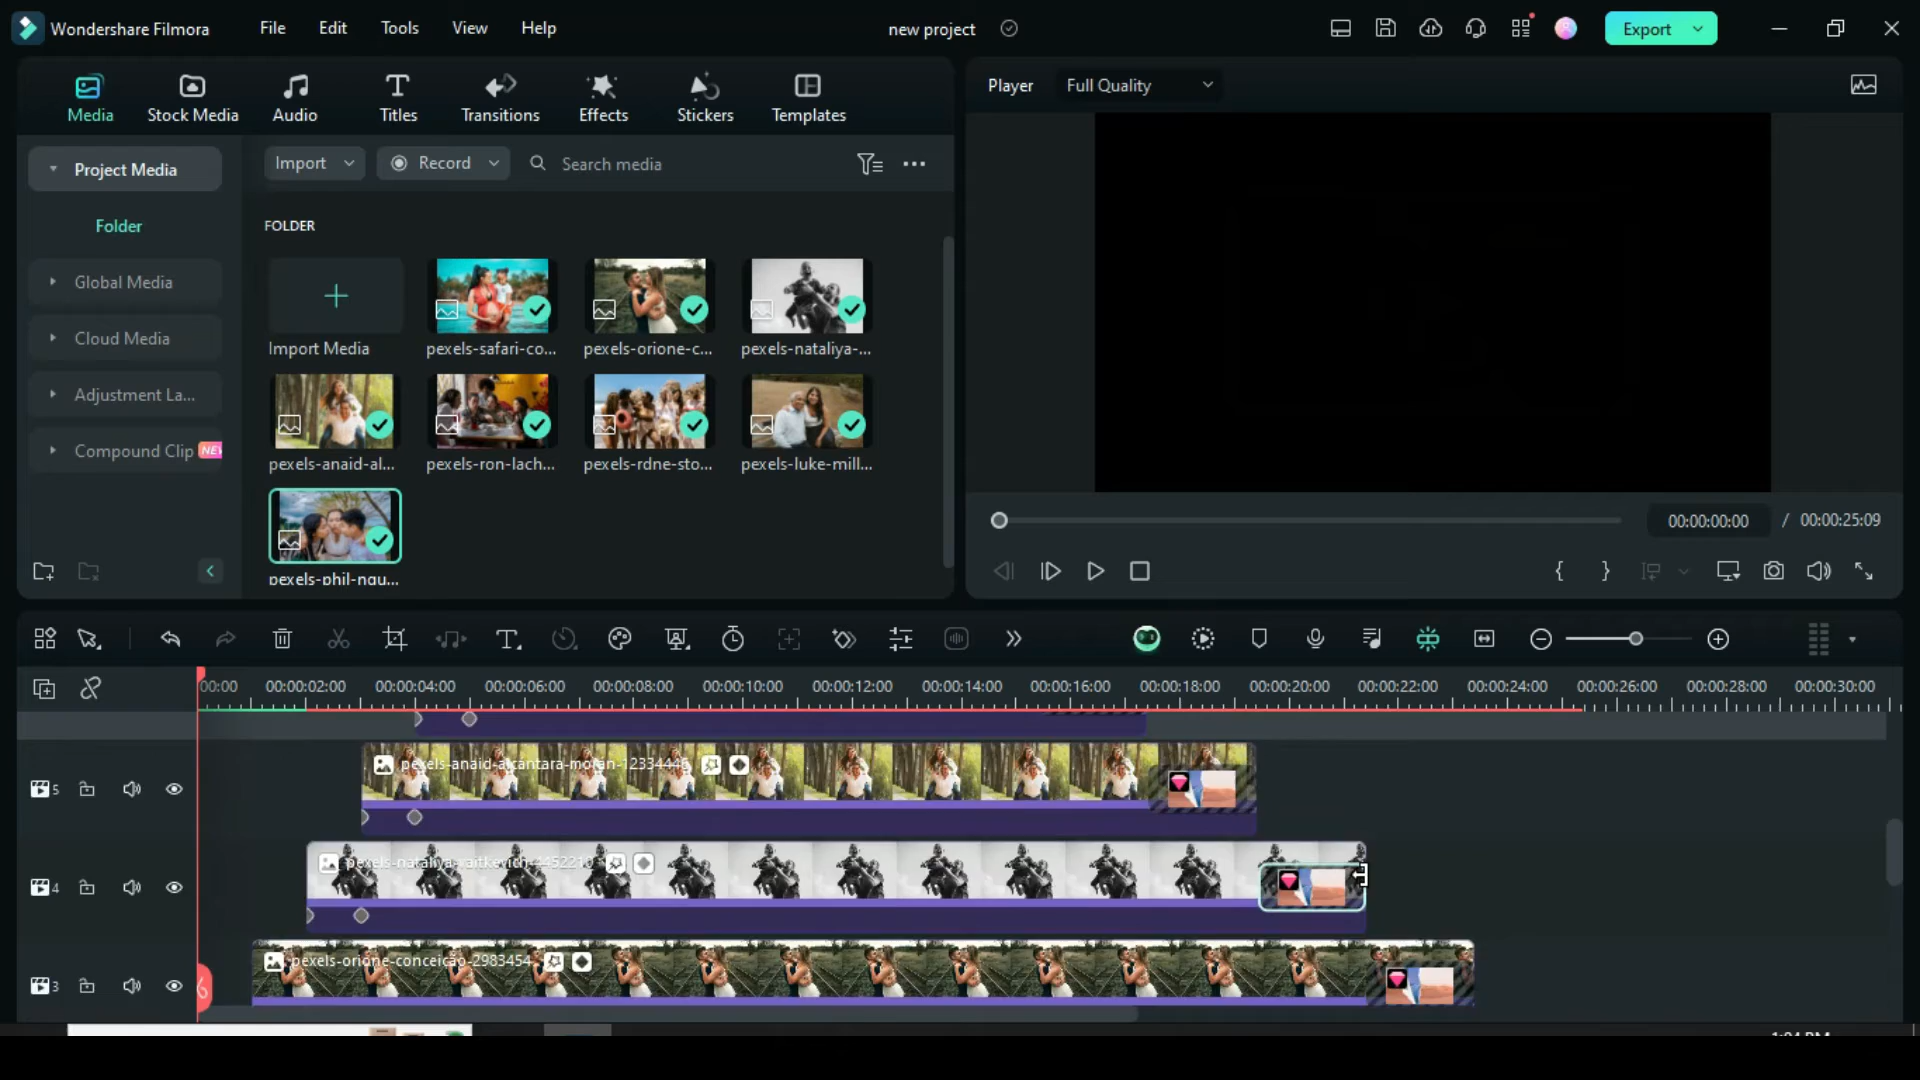 Wondershare Filmora
File Edit Tools View Help
new project
Export
Media
Stock Media
Audio
Titles
Transitions
Effects
Stickers
Templates
Player Full Quality
Project Media
Folder
Global Media
Cloud Media
Adjustment La...
Compound Clip
Import Record Search media
FOLDER
Import Media pexels-safari-co... pexels-orione-c... pexels-nataliya-...
pexels-anaid-al... pexels-ron-lach... pexels-rdne-sto... pexels-luke-mill...
pexels-phil-ngu...
00:00:00:00 / 00:00:25:09
00:00 00:00:02:00 00:00:04:00 00:00:06:00 00:00:08:00 00:00:10:00 00:00:12:00 00:00:14:00 00:00:16:00 00:00:18:00 00:00:20:00 00:00:22:00 00:00:24:00 00:00:26:00 00:00:28:00 00:00:30:00
5
pexels-anaid-alcantara-moran-12334446
4
pexels-nataliya-vaitkevich-4452210
3
pexels-orione-conceição-2983454